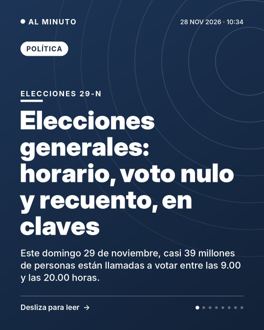 AL MINUTO
28 NOV 2026 · 10:34
POLÍTICA
ELECCIONES 29-N
Elecciones
generales:
horario, voto nulo
y recuento, en
claves
Este domingo 29 de noviembre, casi 39 millones
de personas están llamadas a votar entre las 9.00
y las 20.00 horas.
Desliza para leer →